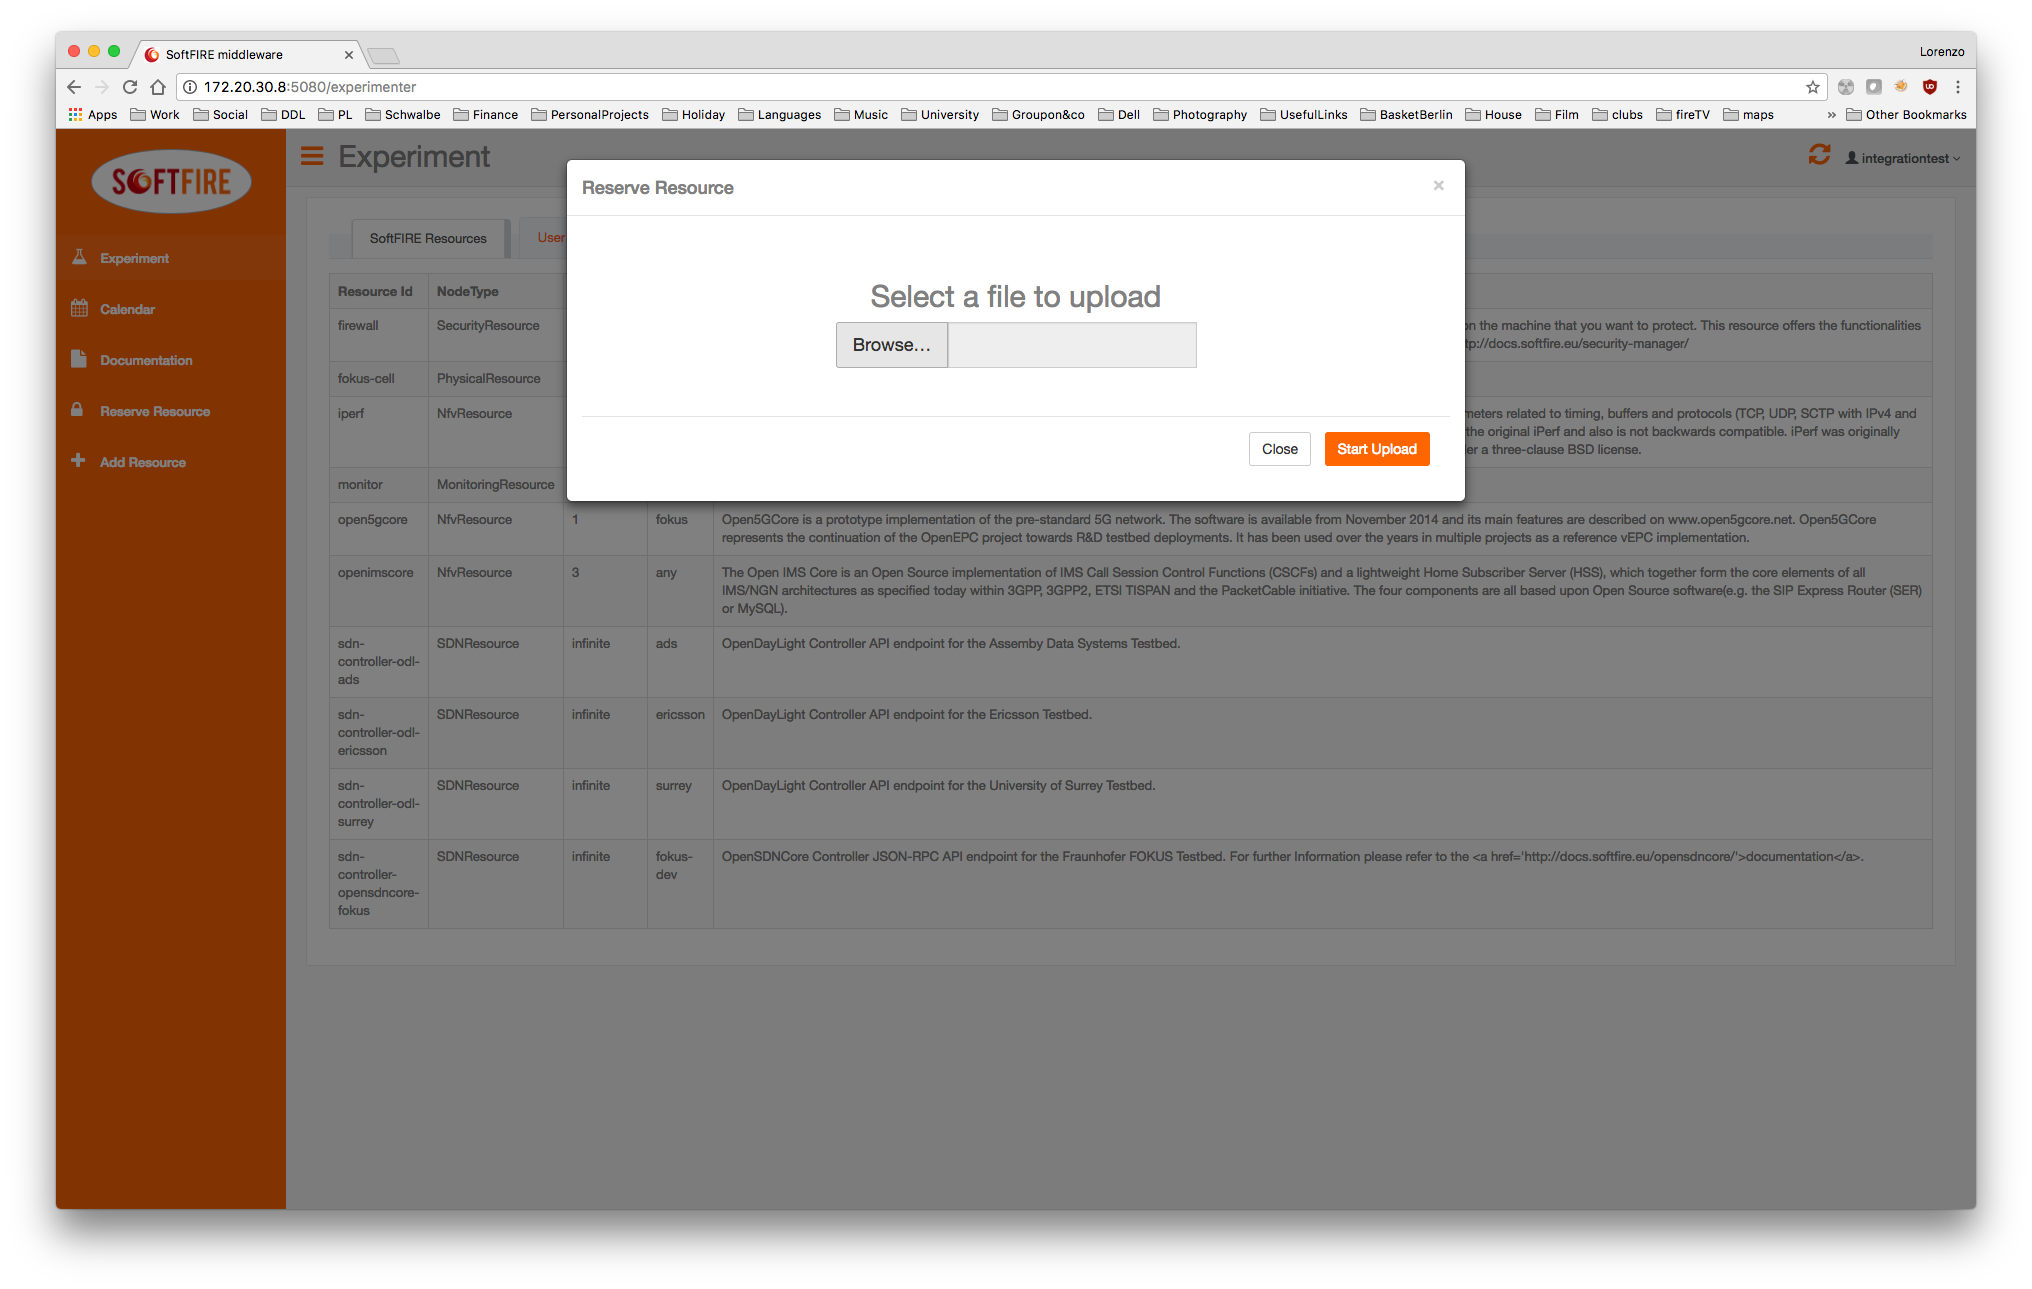 SoftFIRE middleware
Lorenzo
172.20.30.8:5080/experimenter
Apps Work Social DDL PL Schwalbe Finance PersonalProjects Holiday Languages Music University Groupon&co Dell Photography UsefulLinks BasketBerlin House Film clubs fireTV maps » Other Bookmarks
SOFTFIRE
Experiment
integrationtest
Experiment
Calendar
Documentation
Reserve Resource
Add Resource
Reserve Resource
×
Select a file to upload
Browse...
Close
Start Upload
SoftFIRE Resources
User
Resource Id NodeType
firewall SecurityResource
on the machine that you want to protect. This resource offers the functionalities
tp://docs.softfire.eu/security-manager/
fokus-cell PhysicalResource
iperf NfvResource
meters related to timing, buffers and protocols (TCP, UDP, SCTP with IPv4 and
the original iPerf and also is not backwards compatible. iPerf was originally
er a three-clause BSD license.
monitor MonitoringResource
open5gcore NfvResource 1 fokus Open5GCore is a prototype implementation of the pre-standard 5G network. The software is available from November 2014 and its main features are described on www.open5gcore.net. Open5GCore
represents the continuation of the OpenEPC project towards R&D testbed deployments. It has been used over the years in multiple projects as a reference vEPC implementation.
openimscore NfvResource 3 any The Open IMS Core is an Open Source implementation of IMS Call Session Control Functions (CSCFs) and a lightweight Home Subscriber Server (HSS), which together form the core elements of all
IMS/NGN architectures as specified today within 3GPP, 3GPP2, ETSI TISPAN and the PacketCable initiative. The four components are all based upon Open Source software(e.g. the SIP Express Router (SER)
or MySQL).
sdn-
controller-odl-
ads
SDNResource infinite ads OpenDayLight Controller API endpoint for the Assemby Data Systems Testbed.
sdn-
controller-odl-
ericsson
SDNResource infinite ericsson OpenDayLight Controller API endpoint for the Ericsson Testbed.
sdn-
controller-odl-
surrey
SDNResource infinite surrey OpenDayLight Controller API endpoint for the University of Surrey Testbed.
sdn-
controller-
opensdncore-
fokus
SDNResource infinite
fokus-
dev
OpenSDNCore Controller JSON-RPC API endpoint for the Fraunhofer FOKUS Testbed. For further Information please refer to the <a href='http://docs.softfire.eu/opensdncore/'>documentation</a>.